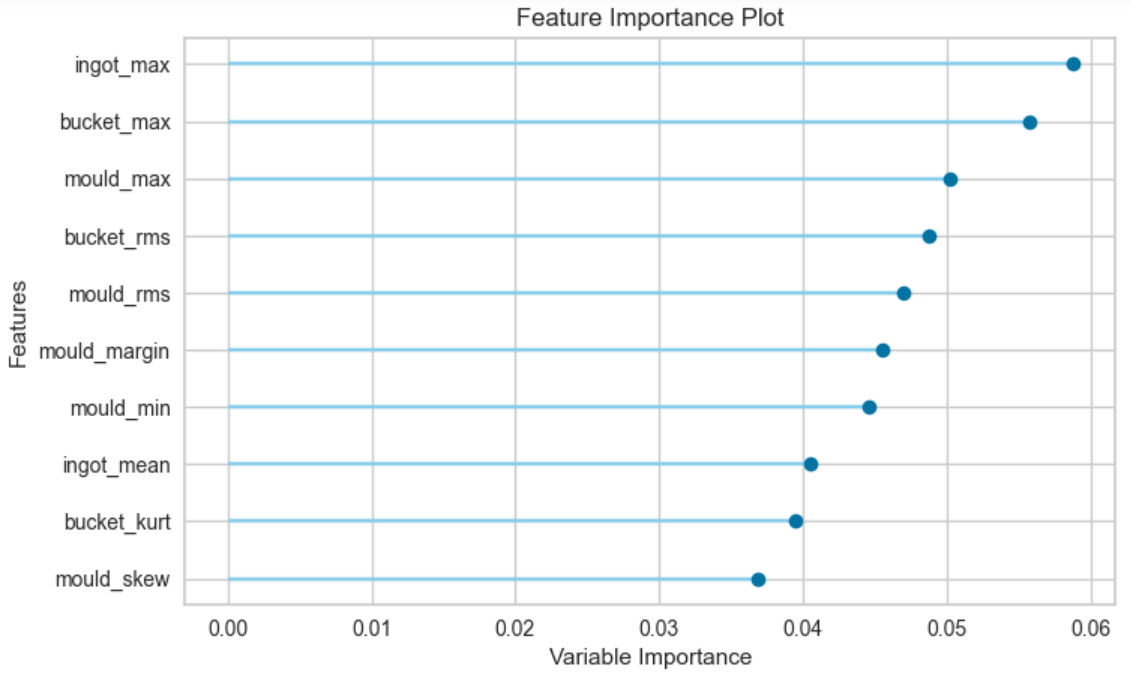 Feature Importance Plot
ingot_max
bucket_max
mould_max
bucket_rms
mould_rms
mould_margin
mould_min
ingot_mean
bucket_kurt
mould_skew
Features
0.00 0.01 0.02 0.03 0.04 0.05 0.06
Variable Importance